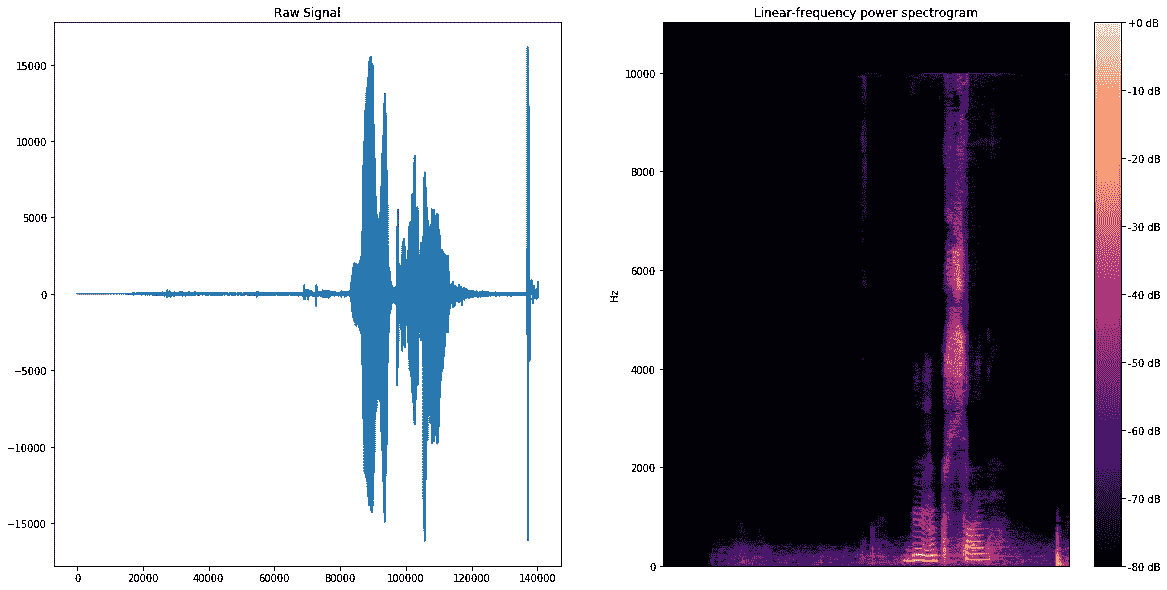 Raw Signal
15000
10000
5000
0
−5000
−10000
−15000
0 20000 40000 60000 80000 100000 120000 140000
Linear-frequency power spectrogram
Hz
10000
8000
6000
4000
2000
0
+0 dB
-10 dB
-20 dB
-30 dB
-40 dB
-50 dB
-60 dB
-70 dB
-80 dB